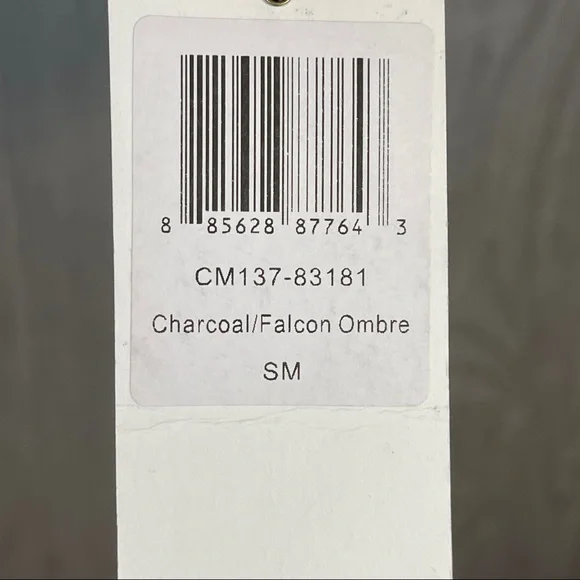 8 85628 87764 3
CM137-83181
Charcoal/Falcon Ombre
SM